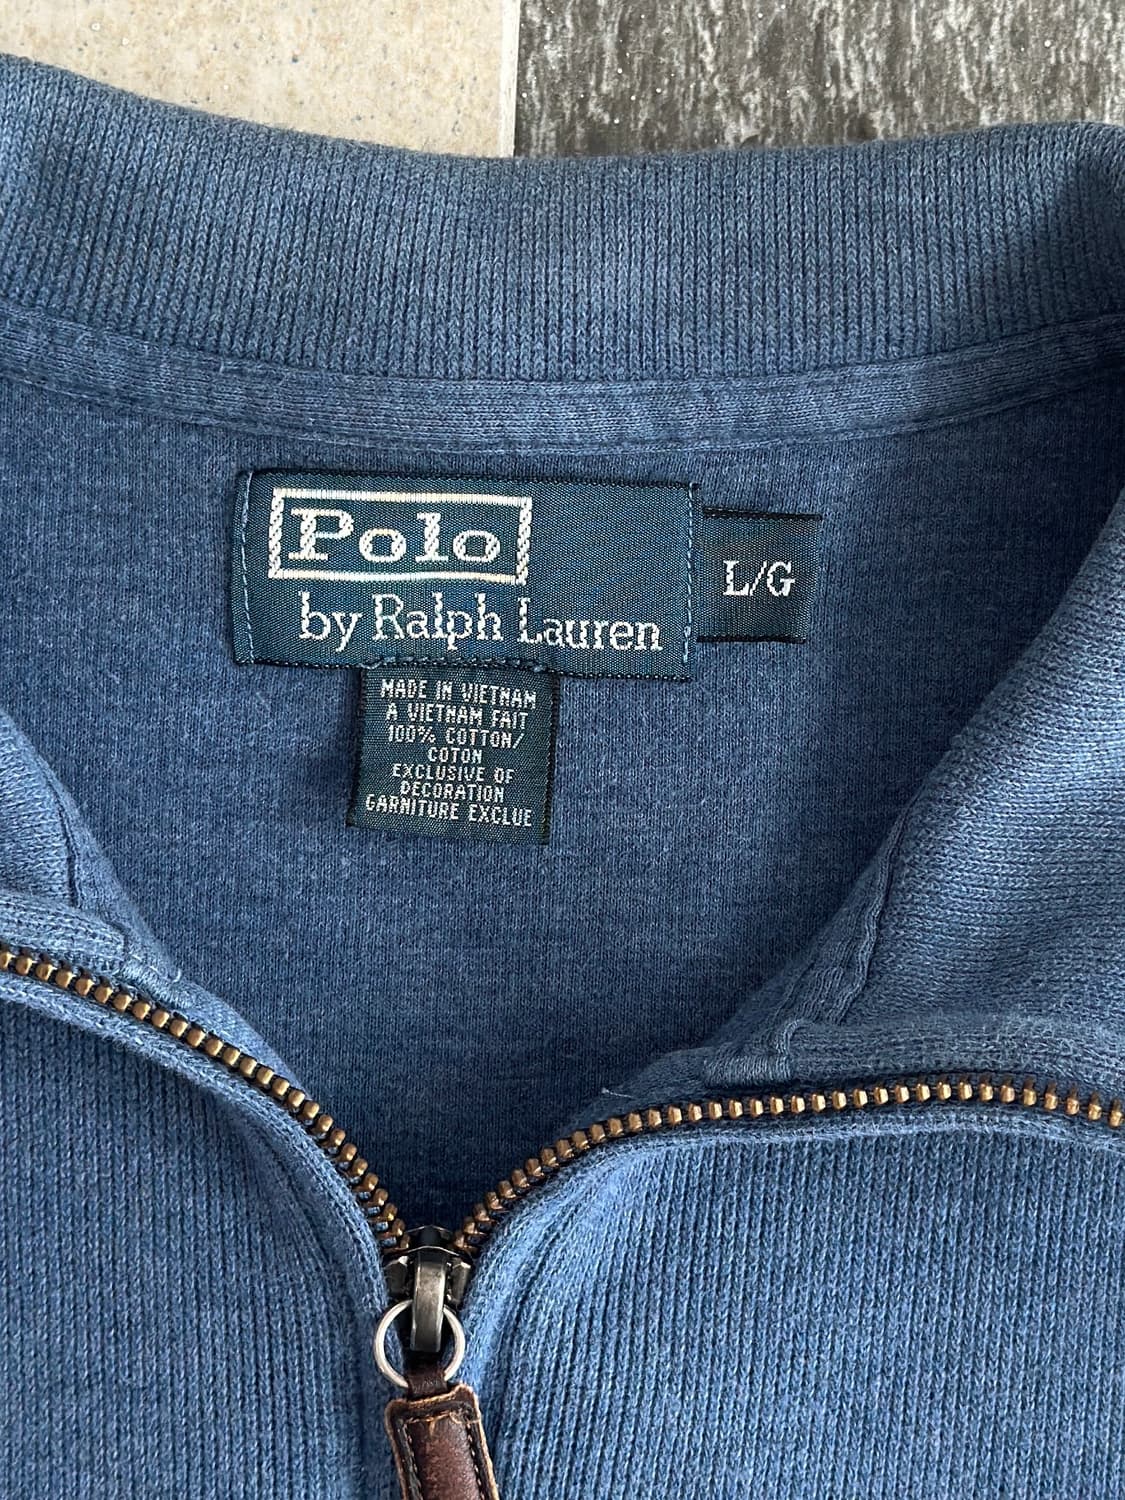 Polo
by Ralph Lauren
L/G
MADE IN VIETNAM
A VIETNAM FAIT
100% COTTON/
COTON
EXCLUSIVE OF
DECORATION
GARNITURE EXCLUE